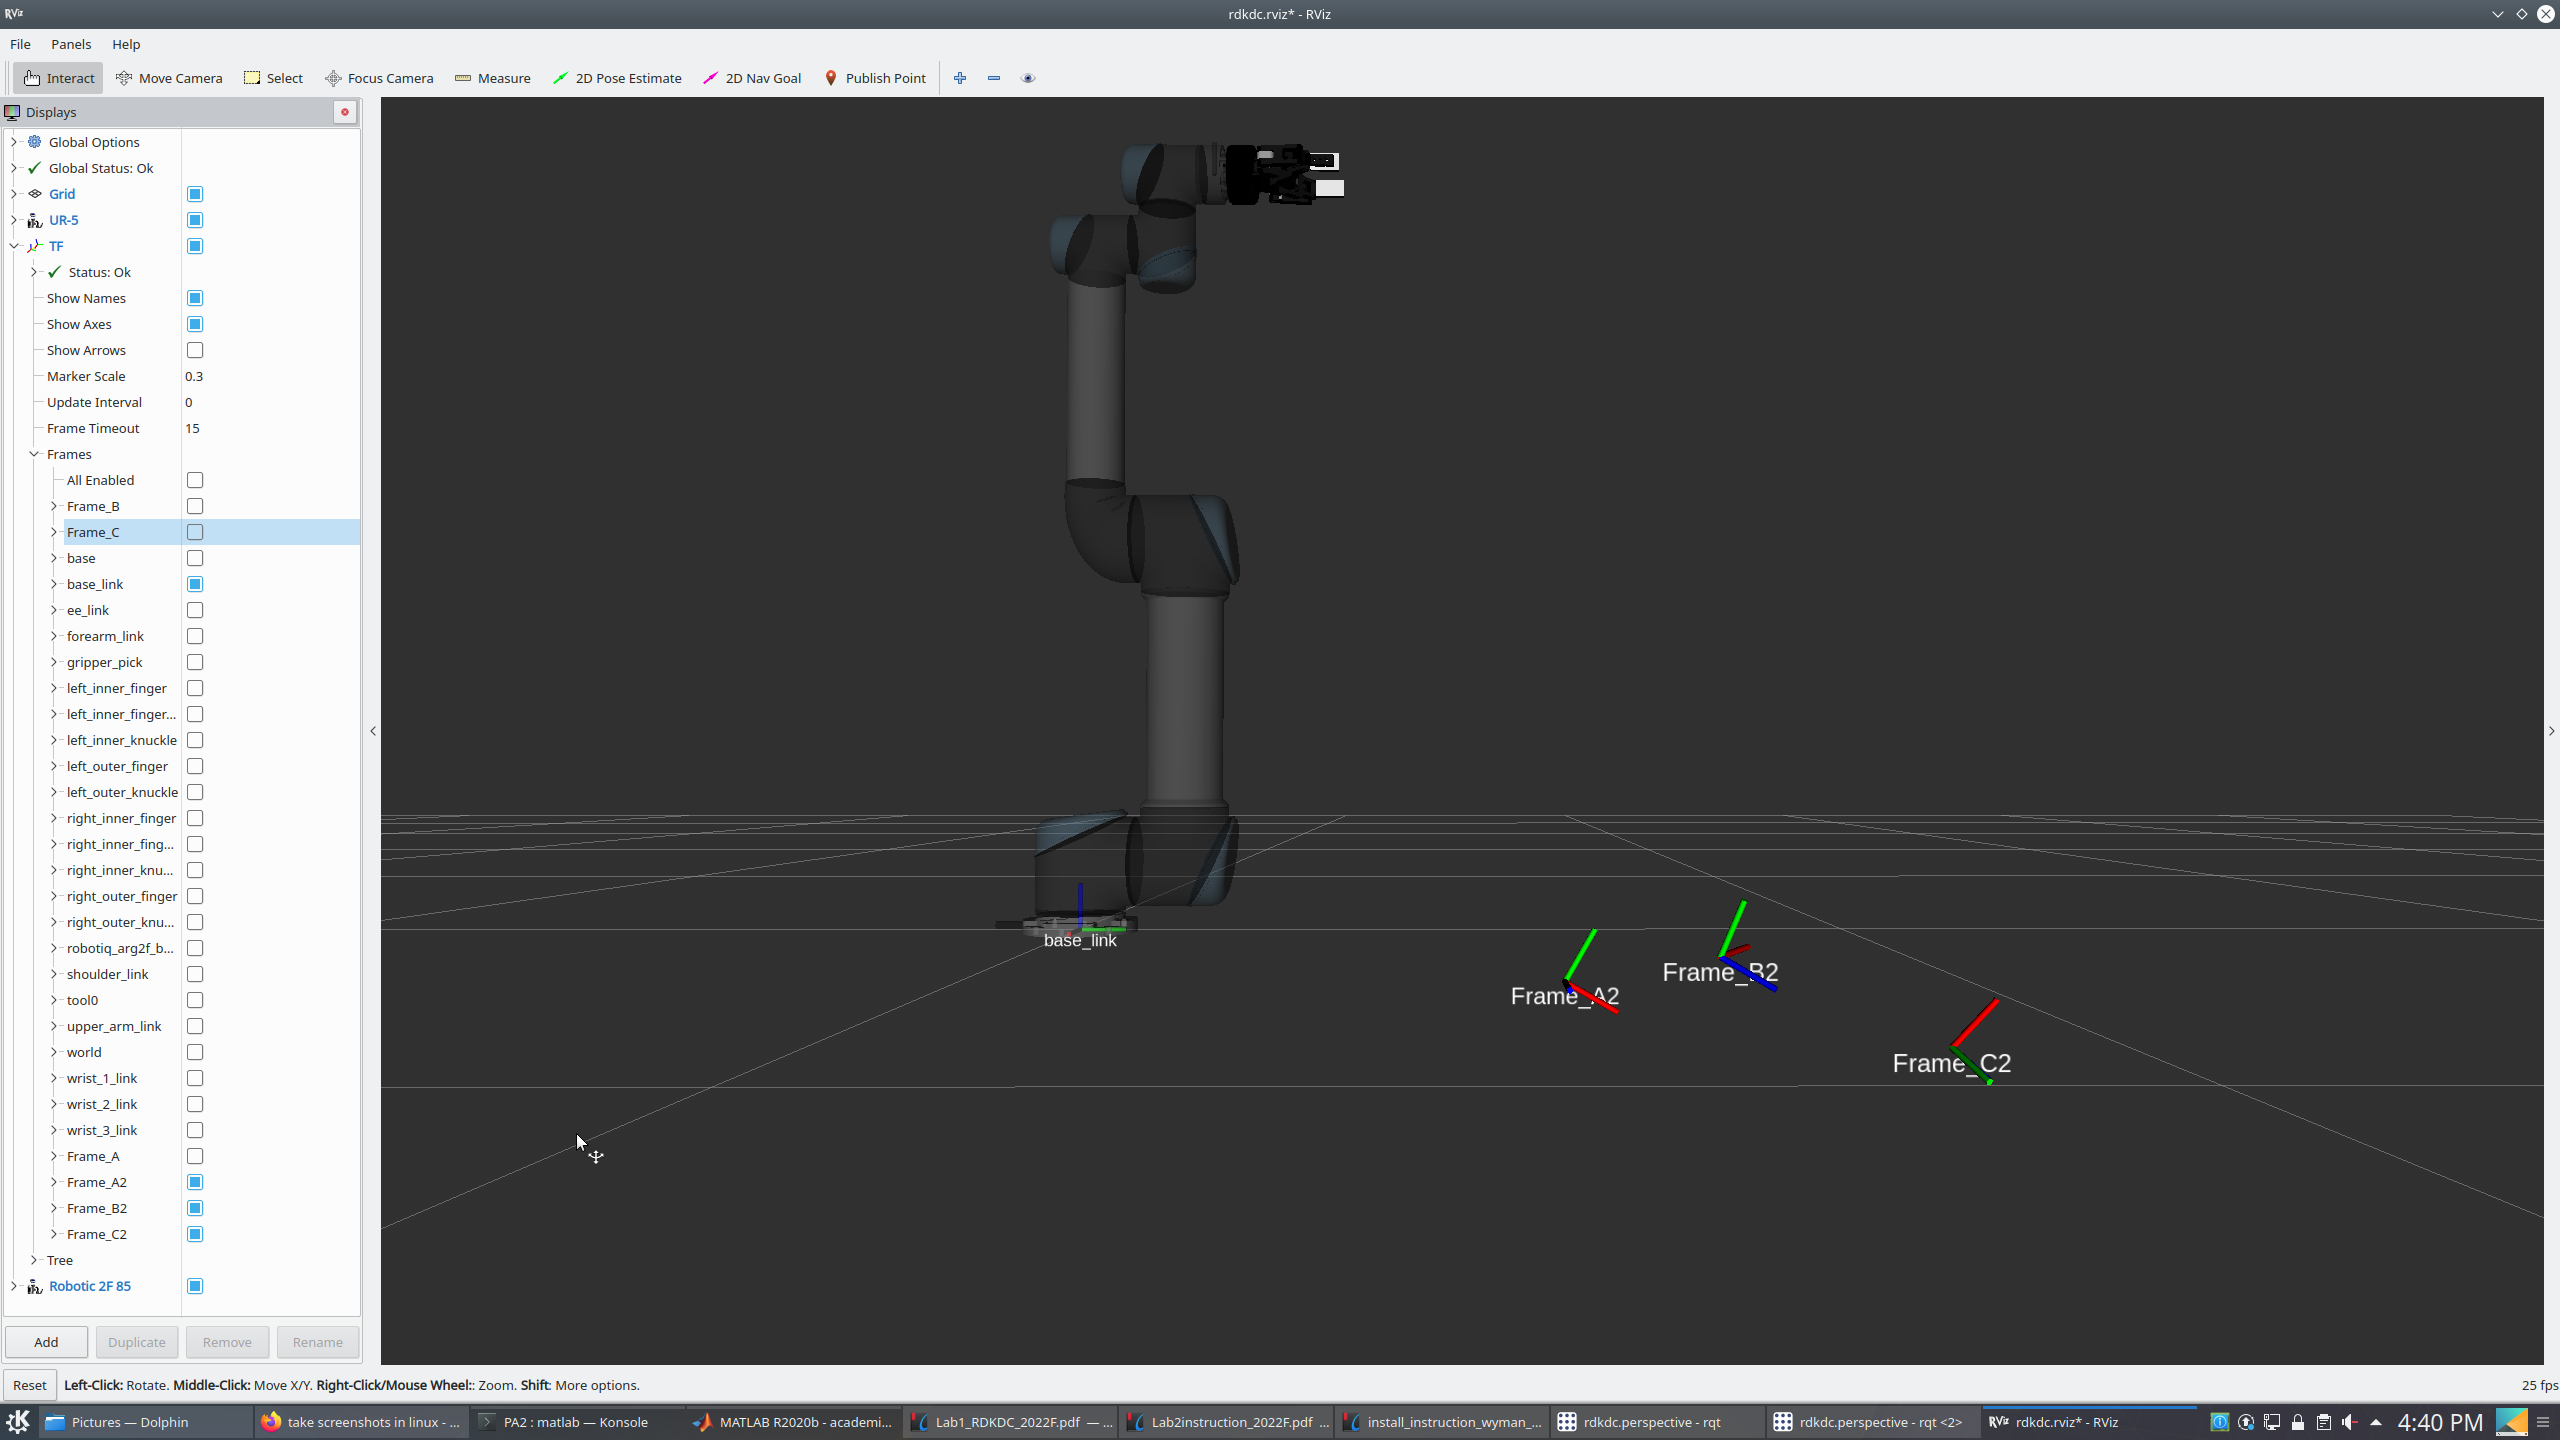 RViz
rdkdc.rviz* - RViz
File Panels Help
Interact Move Camera Select Focus Camera Measure 2D Pose Estimate 2D Nav Goal Publish Point
Displays
Global Options
Global Status: Ok
Grid
UR-5
TF
Status: Ok
Show Names
Show Axes
Show Arrows
Marker Scale 0.3
Update Interval 0
Frame Timeout 15
Frames
All Enabled
Frame_B
Frame_C
base
base_link
ee_link
forearm_link
gripper_pick
left_inner_finger
left_inner_finger...
left_inner_knuckle
left_outer_finger
left_outer_knuckle
right_inner_finger
right_inner_fing...
right_inner_knu...
right_outer_finger
right_outer_knu...
robotiq_arg2f_b...
shoulder_link
tool0
upper_arm_link
world
wrist_1_link
wrist_2_link
wrist_3_link
Frame_A
Frame_A2
Frame_B2
Frame_C2
Tree
Robotic 2F 85
base_link
Frame_A2
Frame_B2
Frame_C2
Add Duplicate Remove Rename
Reset Left-Click: Rotate. Middle-Click: Move X/Y. Right-Click/Mouse Wheel:: Zoom. Shift: More options. 25 fps
Pictures — Dolphin take screenshots in linux - ... PA2 : matlab — Konsole MATLAB R2020b - academi... Lab1_RDKDC_2022F.pdf — ... Lab2instruction_2022F.pdf ... install_instruction_wyman_... rdkdc.perspective - rqt rdkdc.perspective - rqt <2> RViz rdkdc.rviz* - RViz 4:40 PM